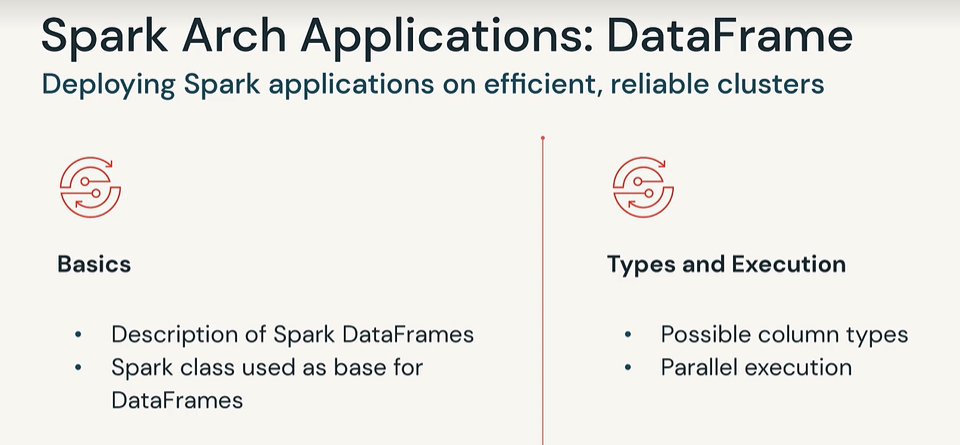 Spark Arch Applications: DataFrame
Deploying Spark applications on efficient, reliable clusters
Basics
• Description of Spark DataFrames
• Spark class used as base for
DataFrames
Types and Execution
• Possible column types
• Parallel execution